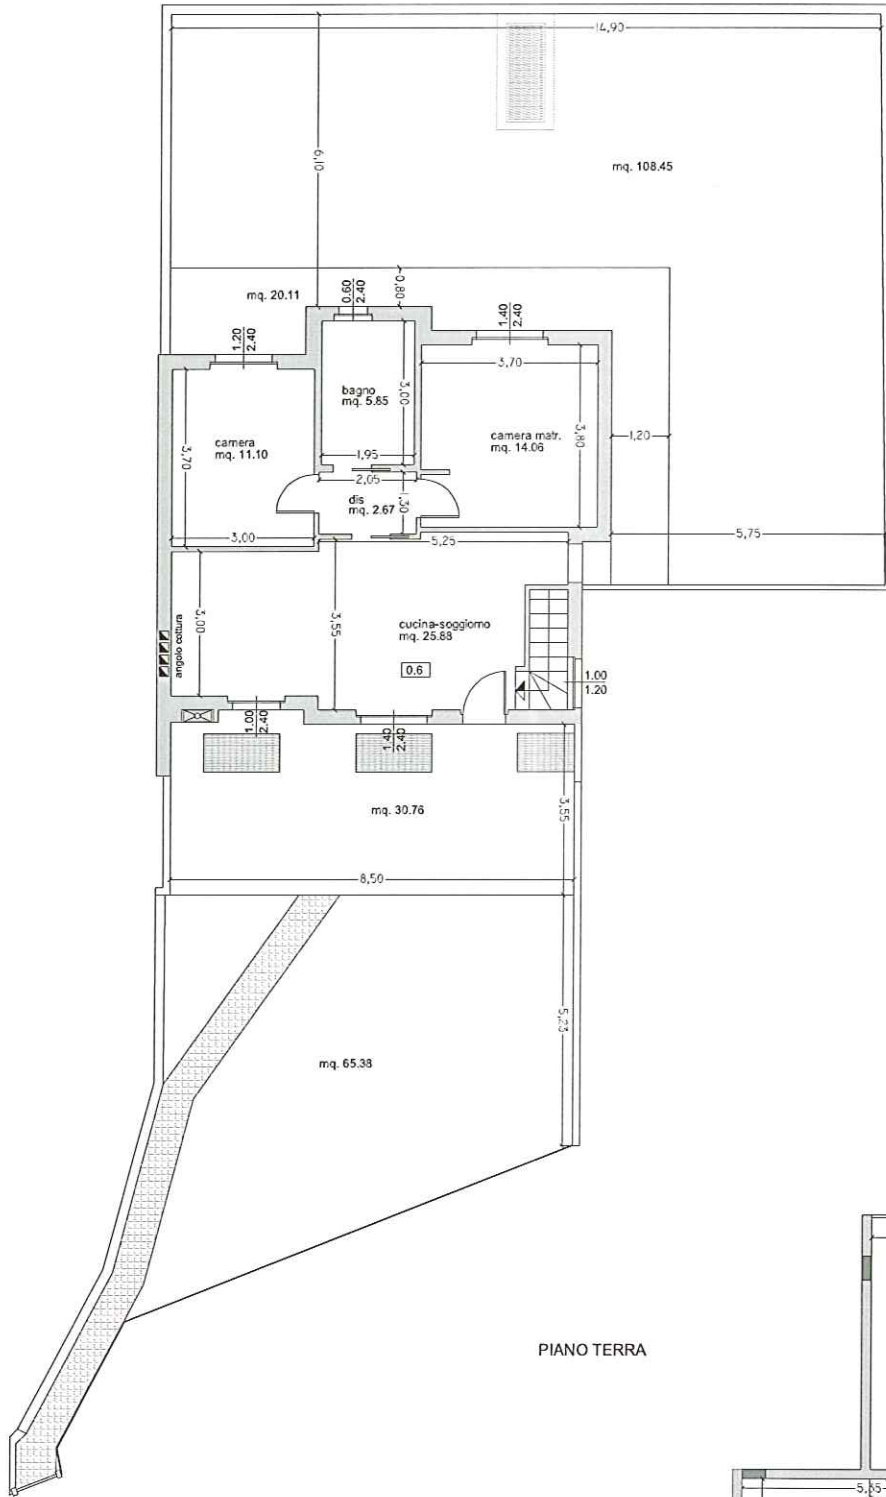 14,90
6,10
mq. 108.45
mq. 20.11
0.60
2.40
0,80
1.20
2.40
1.40
2.40
bagno
mq. 5.85
3,00
3,70
camera
mq. 11.10
3,70
camera matr.
mq. 14.06
3,80
1,20
1,95
2,05
dis
mq. 2.67
1,30
3,00
5,25
5,75
3,00
angolo cottura
3,55
cucina-soggiorno
mq. 25.88
0.6
1.00
1.20
1.00
2.40
1.40
2.40
mq. 30.76
3,55
8,50
mq. 65.38
PIANO TERRA